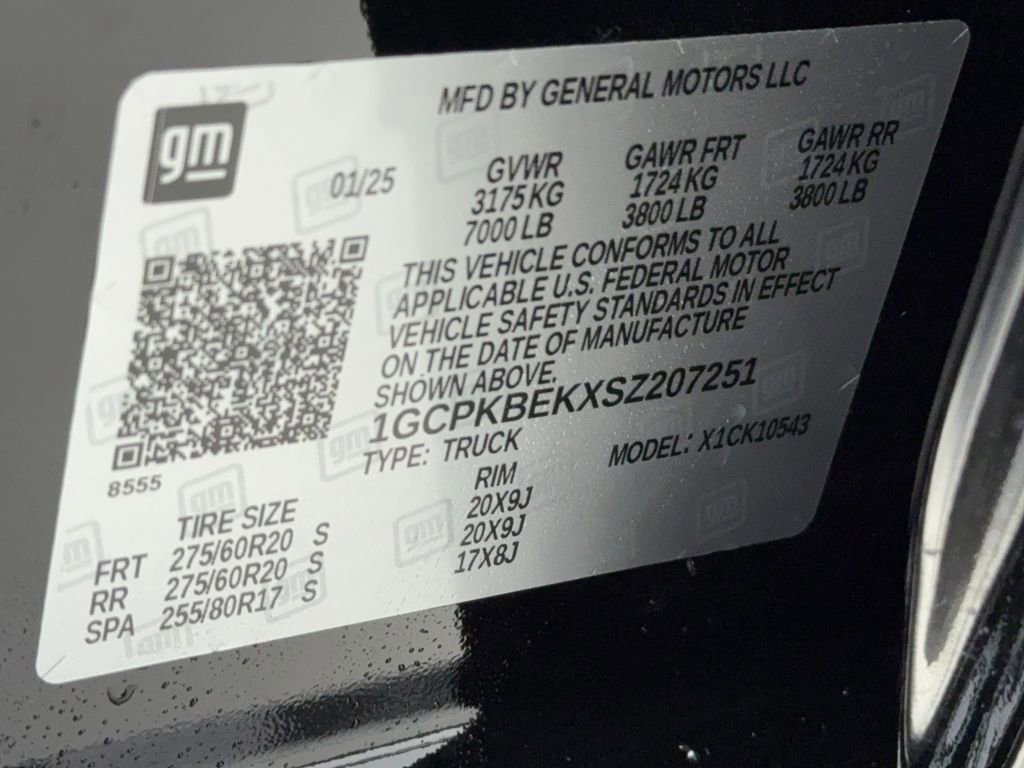 gm
MFD BY GENERAL MOTORS LLC
01/25
GVWR GAWR FRT GAWR RR
3175 KG 1724 KG 1724 KG
7000 LB 3800 LB 3800 LB
THIS VEHICLE CONFORMS TO ALL
APPLICABLE U.S. FEDERAL MOTOR
VEHICLE SAFETY STANDARDS IN EFFECT
ON THE DATE OF MANUFACTURE
SHOWN ABOVE.
1GCPKBEKXSZ207251
TYPE: TRUCK MODEL: X1CK10543
8555
TIRE SIZE RIM
FRT 275/60R20 S 20X9J
RR 275/60R20 S 20X9J
SPA 255/80R17 S 17X8J